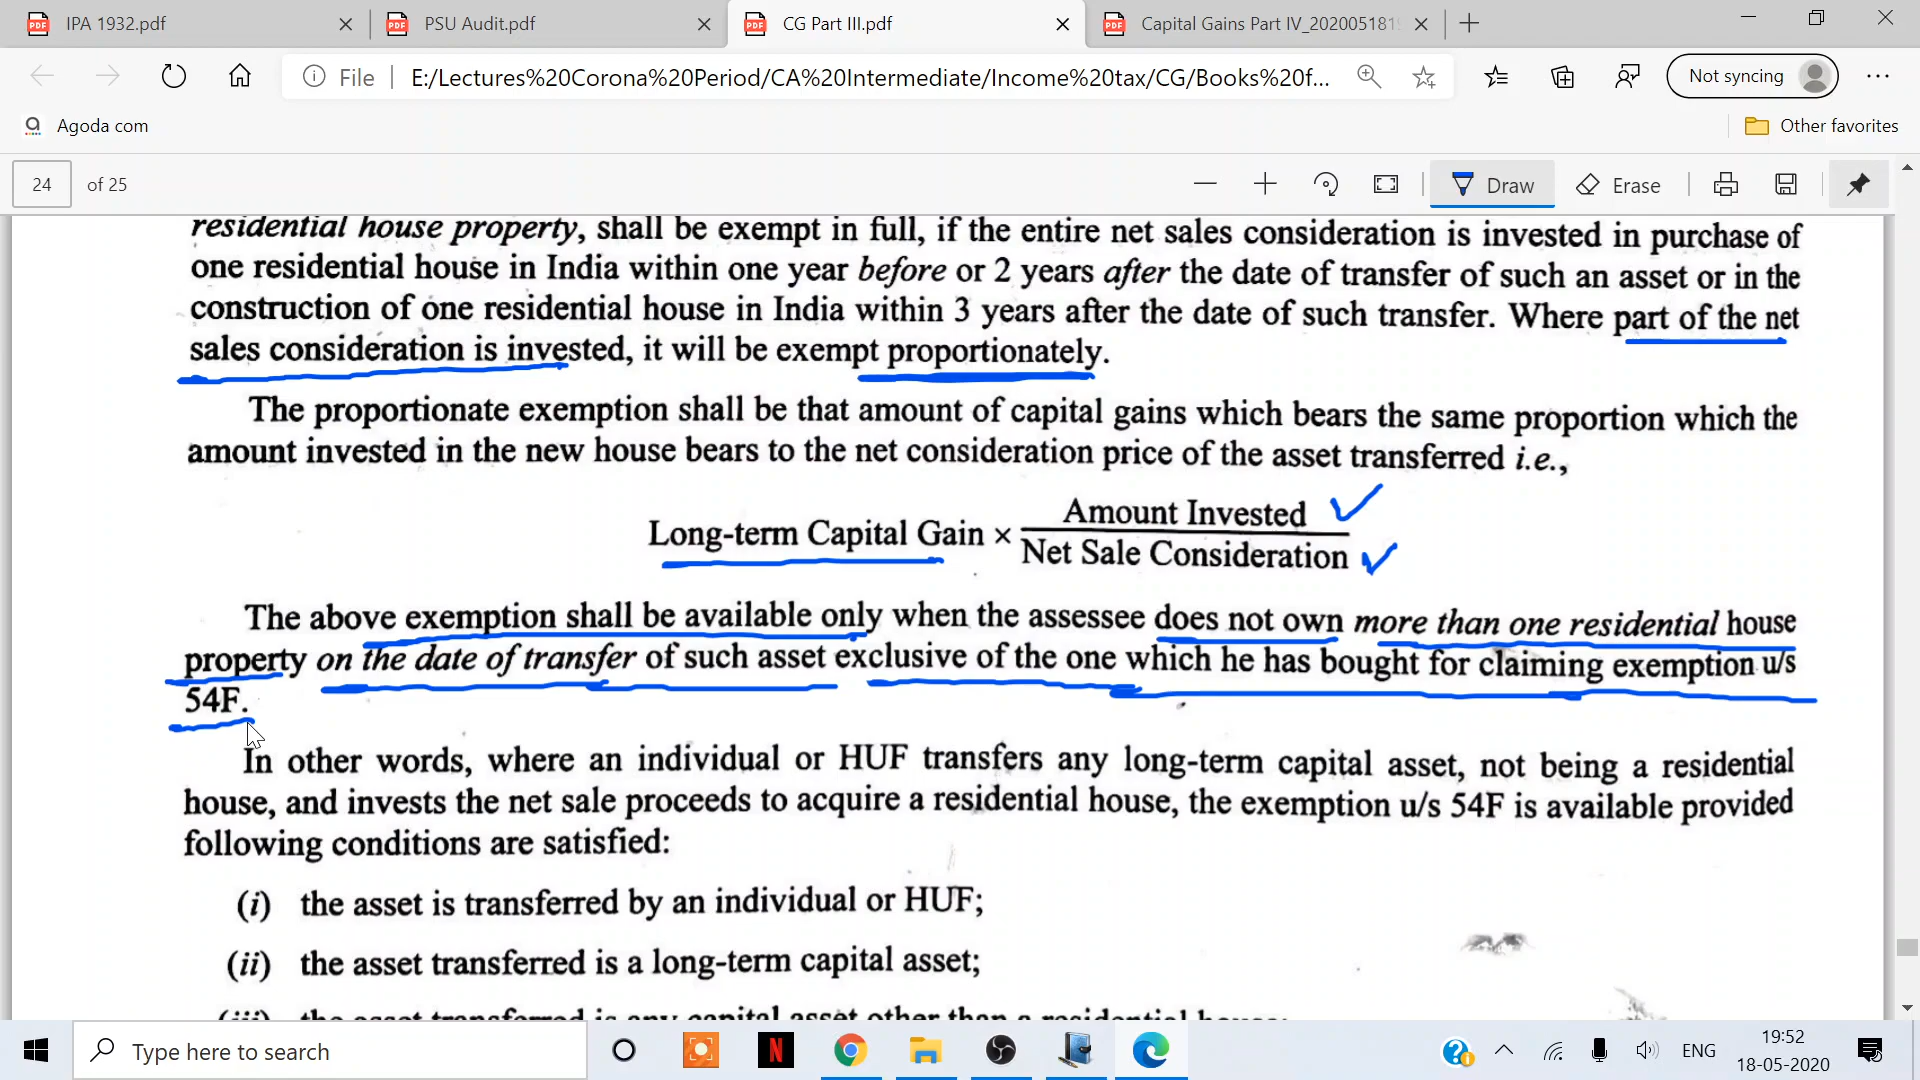 IPA 1932.pdf
PSU Audit.pdf
CG Part III.pdf
Capital Gains Part IV_202005181
File
E:/Lectures%20Corona%20Period/CA%20Intermediate/Income%20tax/CG/Books%20f...
Not syncing
Agoda com
Other favorites
24 of 25
Draw
Erase
residential house property, shall be exempt in full, if the entire net sales consideration is invested in purchase of
one residential house in India within one year before or 2 years after the date of transfer of such an asset or in the
construction of one residential house in India within 3 years after the date of such transfer. Where part of the net
sales consideration is invested, it will be exempt proportionately.
The proportionate exemption shall be that amount of capital gains which bears the same proportion which the
amount invested in the new house bears to the net consideration price of the asset transferred i.e.,
Amount Invested
Long-term Capital Gain ×
Net Sale Consideration
The above exemption shall be available only when the assessee does not own more than one residential house
property on the date of transfer of such asset exclusive of the one which he has bought for claiming exemption u/s
54F.
In other words, where an individual or HUF transfers any long-term capital asset, not being a residential
house, and invests the net sale proceeds to acquire a residential house, the exemption u/s 54F is available provided
following conditions are satisfied:
(i) the asset is transferred by an individual or HUF;
(ii) the asset transferred is a long-term capital asset;
(iii) the asset transferred is any capital asset other than a residential house;
Type here to search
ENG
19:52
18-05-2020